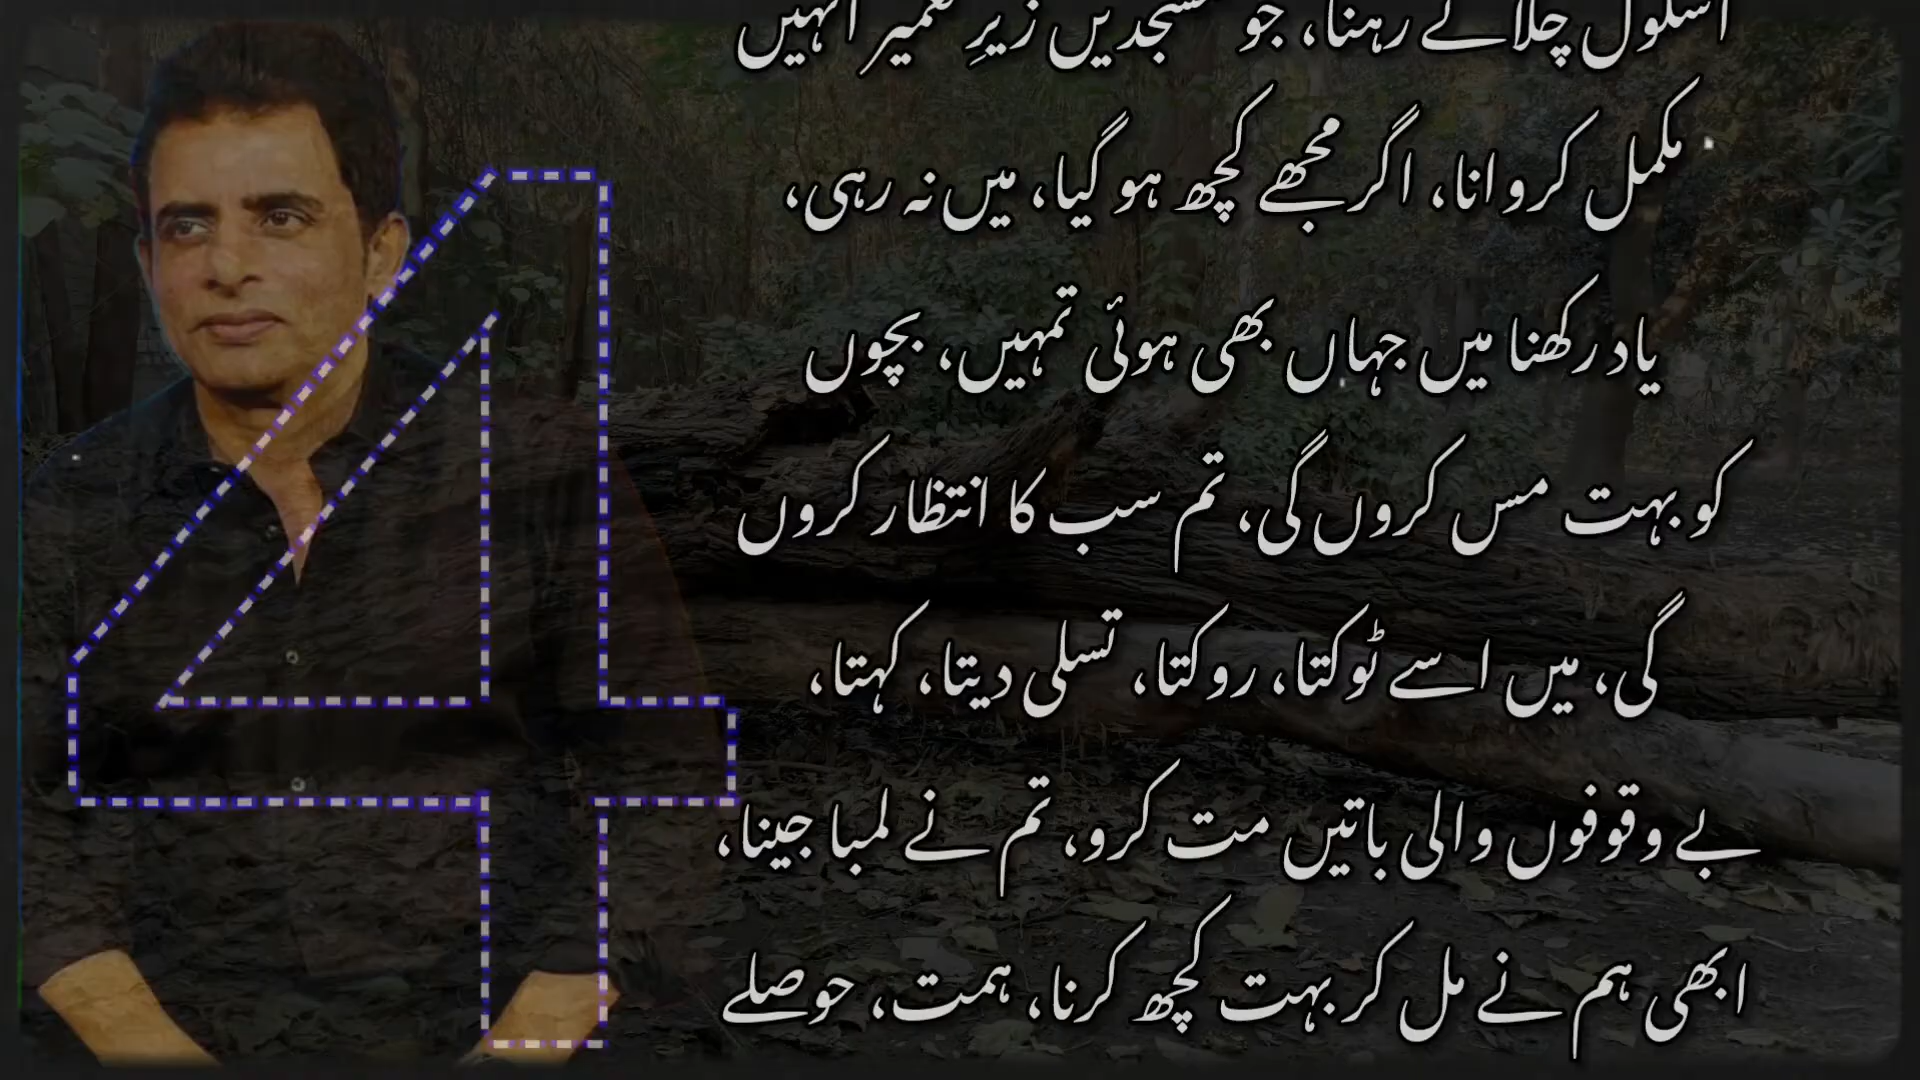 اسکول چلاتے رہنا، جو مسجدیں زیرِ تعمیر انہیں
مکمل کروانا، اگر مجھے کچھ ہو گیا، میں نہ رہی،
یاد رکھنا میں جہاں بھی ہوئی تمہیں، بچوں
کو بہت مس کروں گی، تم سب کا انتظار کروں
گی، میں اسے ٹوکتا، روکتا، تسلی دیتا، کہتا،
بے وقوفوں والی باتیں مت کرو، تم نے لمبا جینا،
ابھی ہم نے مل کر بہت کچھ کرنا، ہمت، حوصلے
4